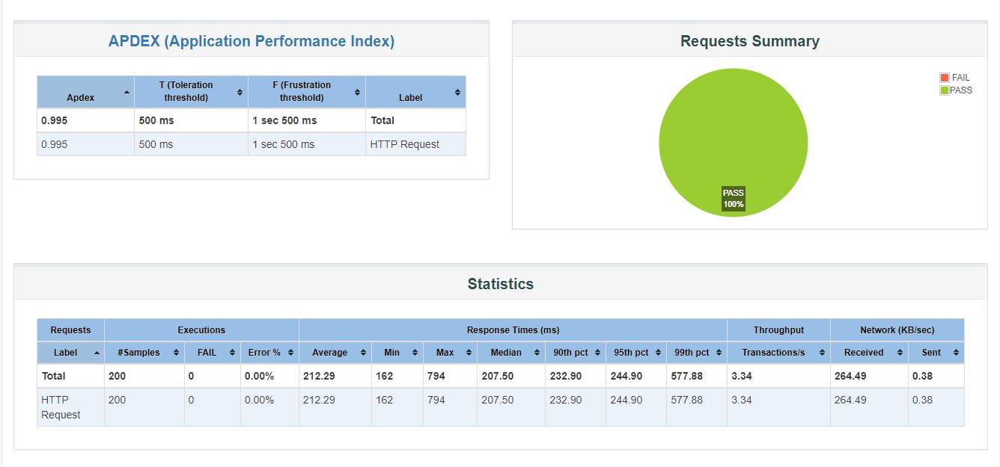 APDEX (Application Performance Index)
Apdex T (Toleration threshold) F (Frustration threshold) Label
0.995 500 ms 1 sec 500 ms Total
0.995 500 ms 1 sec 500 ms HTTP Request
Requests Summary
FAIL
PASS
PASS
100%
Statistics
Requests Executions Response Times (ms) Throughput Network (KB/sec)
Label #Samples FAIL Error % Average Min Max Median 90th pct 95th pct 99th pct Transactions/s Received Sent
Total 200 0 0.00% 212.29 162 794 207.50 232.90 244.90 577.88 3.34 264.49 0.38
HTTP Request 200 0 0.00% 212.29 162 794 207.50 232.90 244.90 577.88 3.34 264.49 0.38